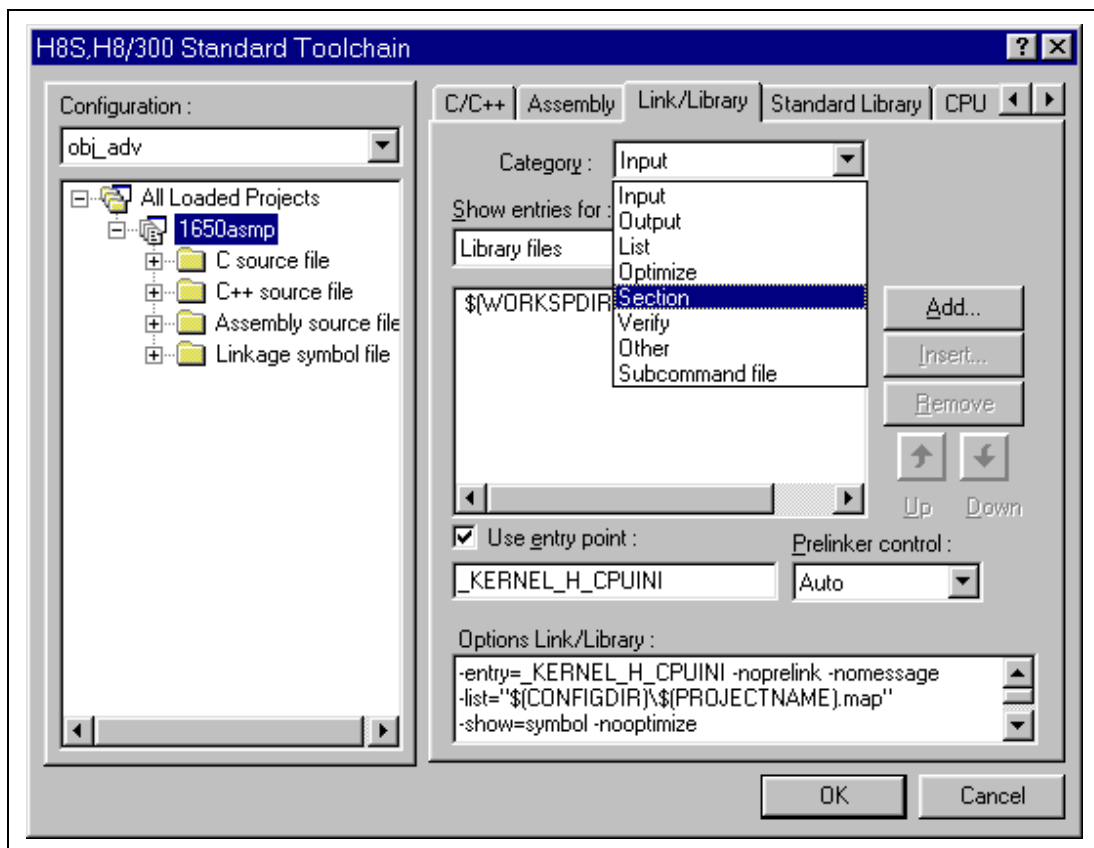 H8S,H8/300 Standard Toolchain
Configuration :
obj_adv
All Loaded Projects
1650asmp
C source file
C++ source file
Assembly source file
Linkage symbol file
C/C++ Assembly Link/Library Standard Library CPU
Category : Input
Input
Output
List
Optimize
Section
Verify
Other
Subcommand file
Show entries for :
Library files
$(WORKSPDIR
Add...
Insert...
Remove
Up Down
Use entry point :
_KERNEL_H_CPUINI
Prelinker control :
Auto
Options Link/Library :
-entry=_KERNEL_H_CPUINI -noprelink -nomessage
-list="$(CONFIGDIR)\$(PROJECTNAME).map"
-show=symbol -nooptimize
OK Cancel